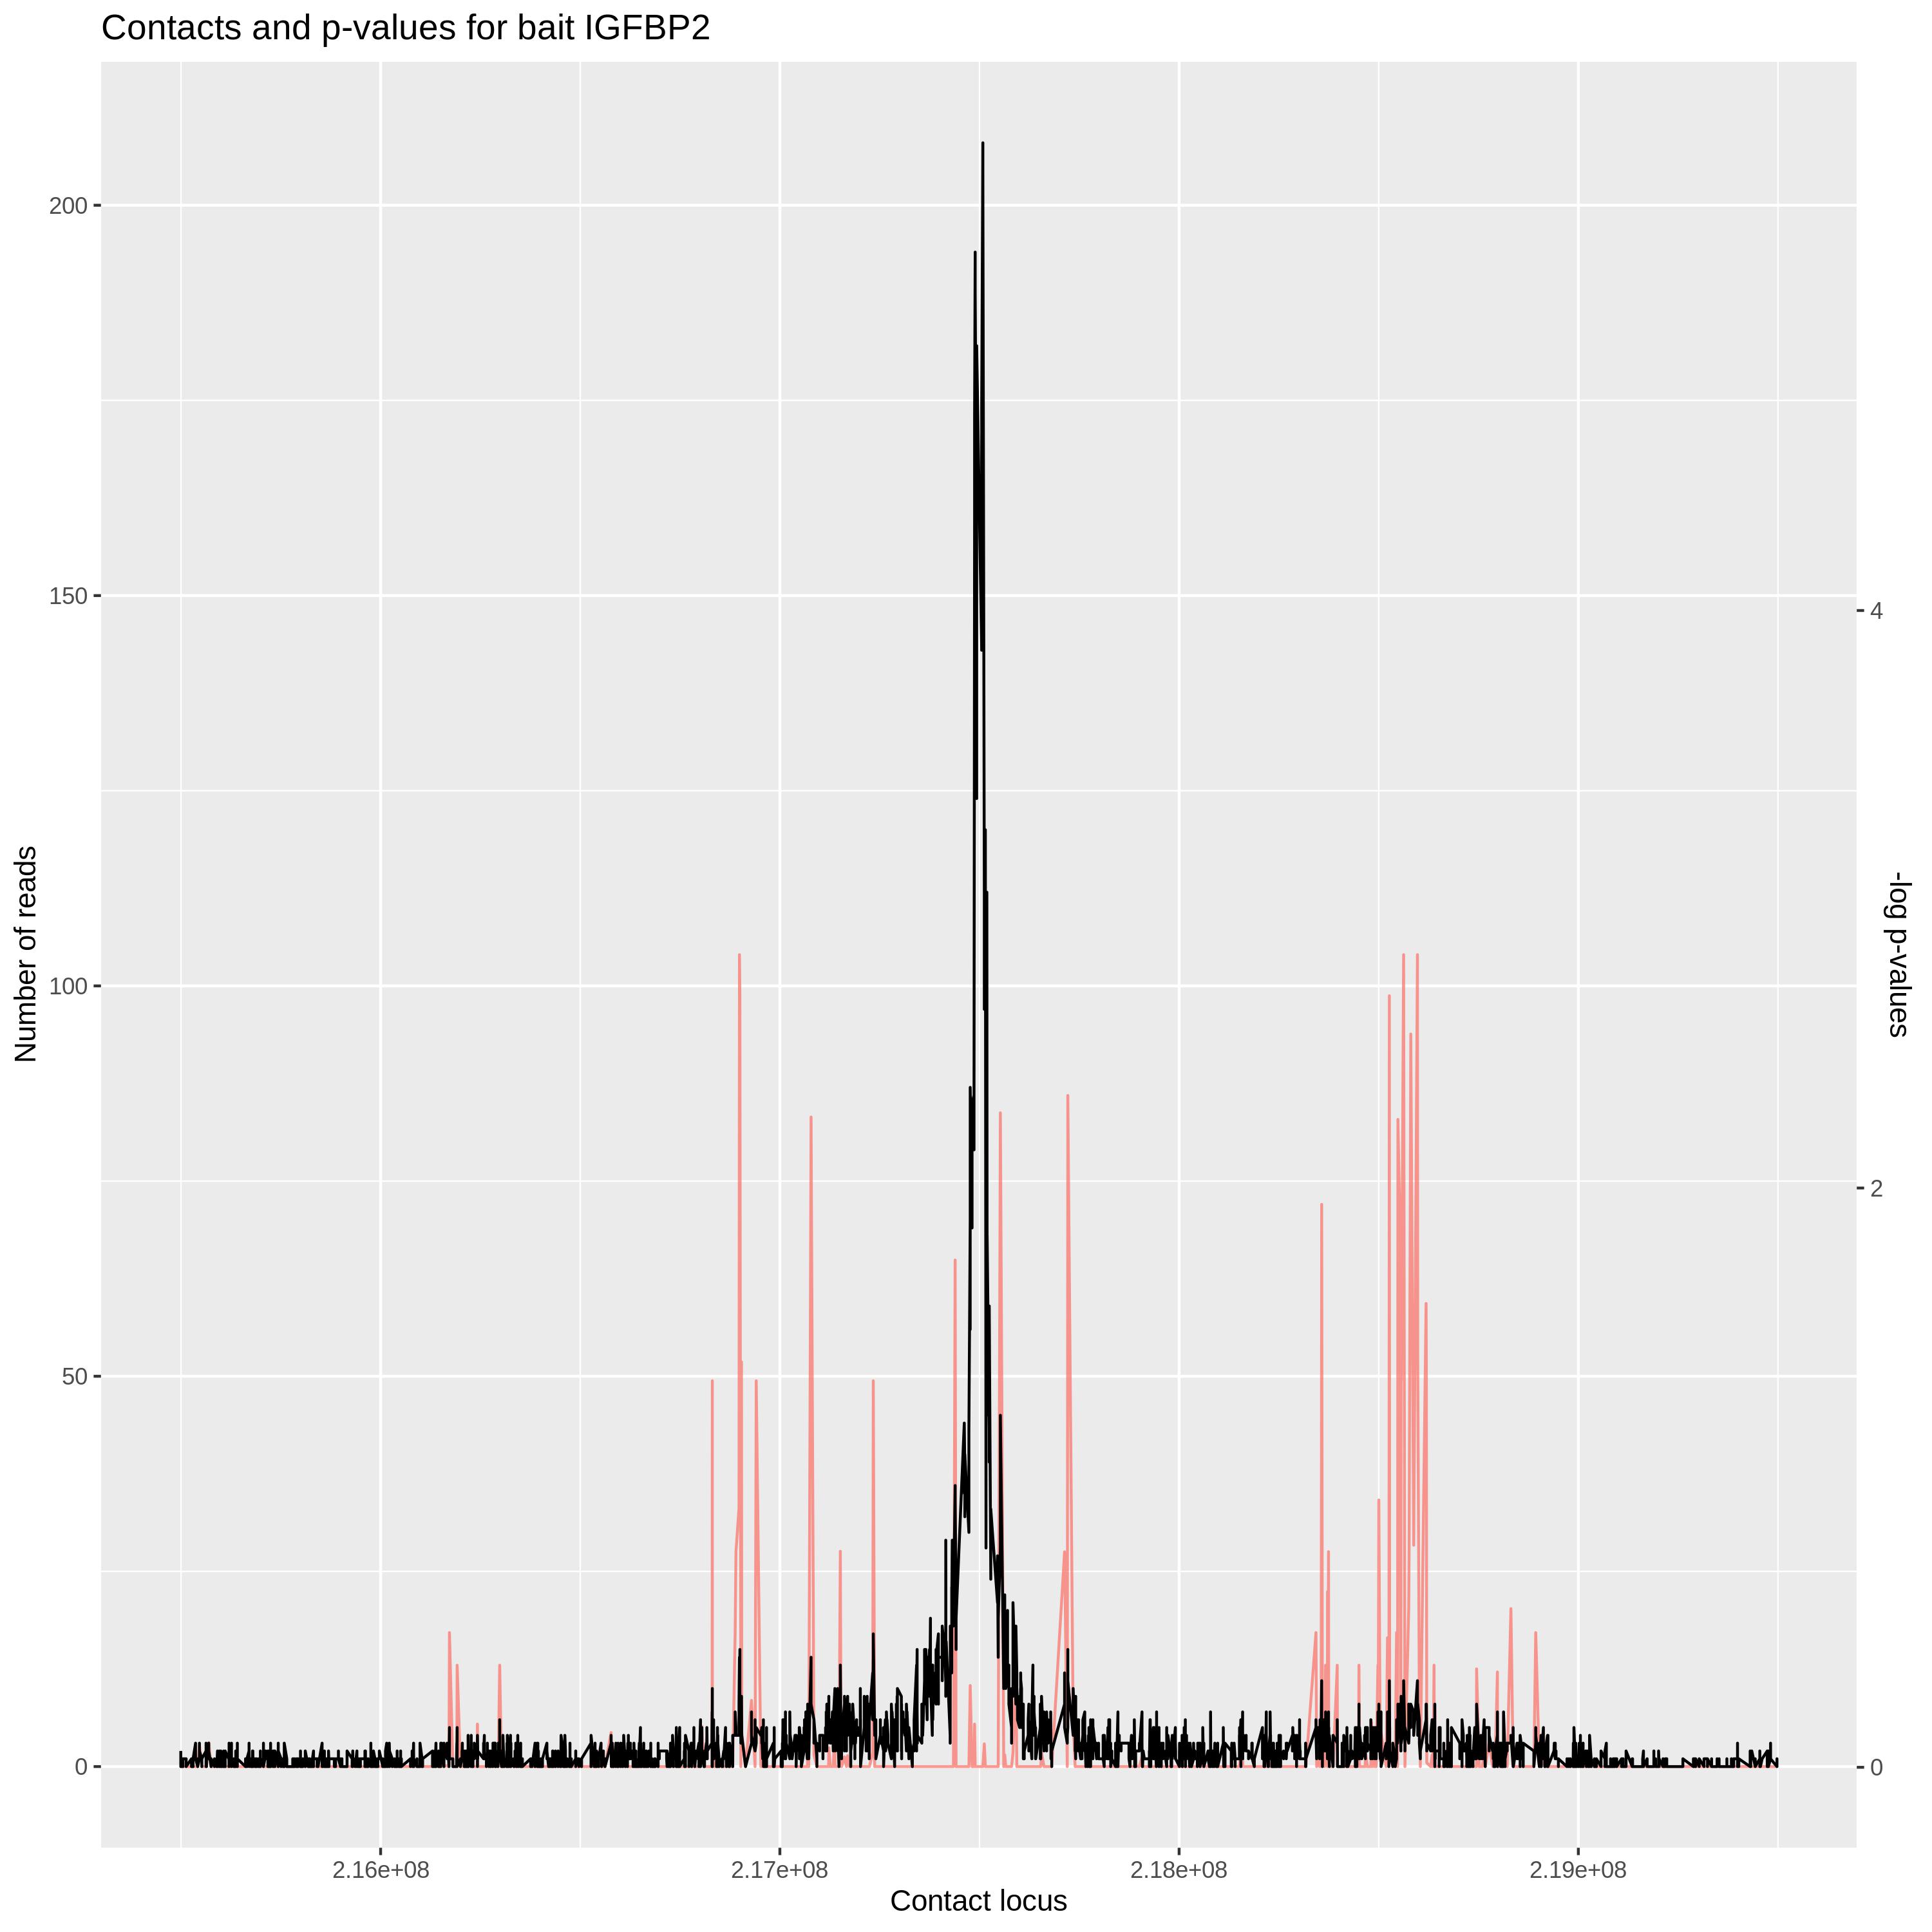 Contacts and p-values for bait IGFBP2
200
150
100
50
0
Number of reads
4
2
0
-log p-values
2.16e+08
2.17e+08
2.18e+08
2.19e+08
Contact locus